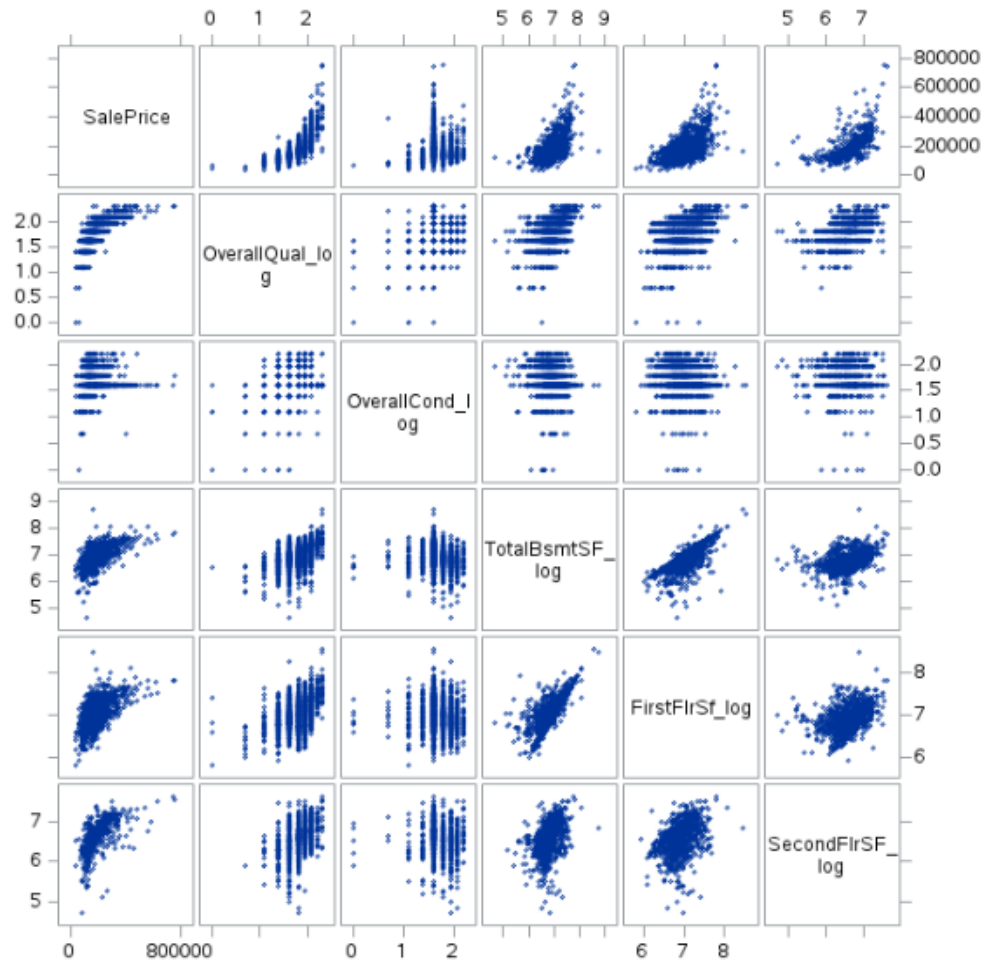 0 1 2 5 6 7 8 9 5 6 7
SalePrice
800000
600000
400000
200000
0
2.0
1.5
1.0
0.5
0.0
OverallQual_lo
g
OverallCond_l
og
2.0
1.5
1.0
0.5
0.0
9
8
7
6
5
TotalBsmtSF_
log
FirstFlrSf_log
8
7
6
7
6
5
SecondFlrSF_
log
0 800000 0 1 2 6 7 8